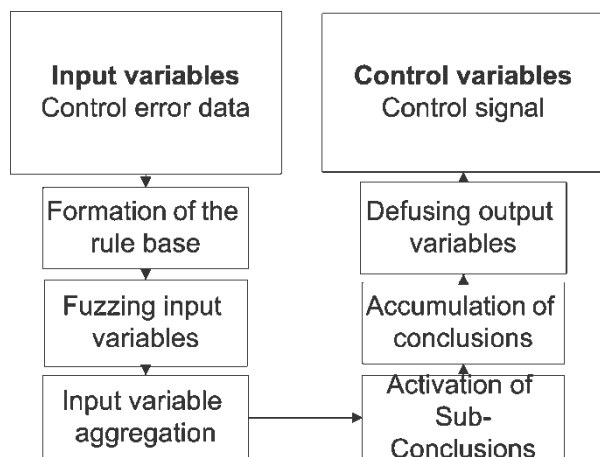 Input variables
Control error data
Formation of the
rule base
Fuzzing input
variables
Input variable
aggregation
Control variables
Control signal
Defusing output
variables
Accumulation of
conclusions
Activation of
Sub-
Conclusions